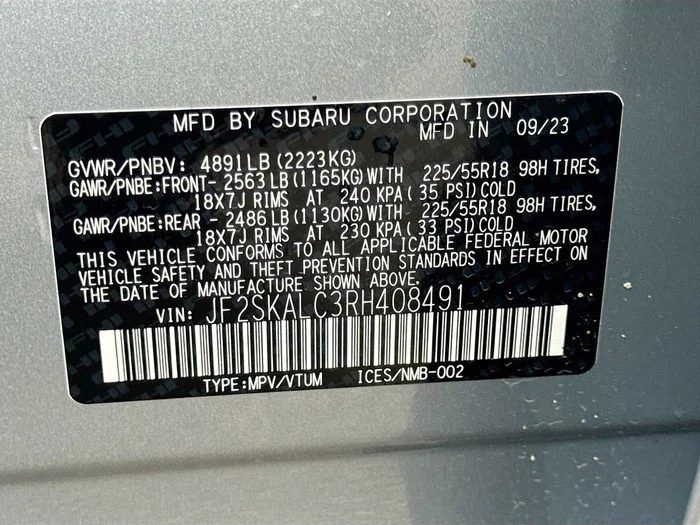 MFD BY SUBARU CORPORATION
MFD IN 09/23
GVWR/PNBV: 4891LB (2223KG)
GAWR/PNBE:FRONT- 2563LB (1165KG) WITH 225/55R18 98H TIRES,
18X7J RIMS AT 240 KPA (35 PSI) COLD
GAWR/PNBE:REAR - 2486LB (1130KG) WITH 225/55R18 98H TIRES,
18X7J RIMS AT 230 KPA (33 PSI) COLD
THIS VEHICLE CONFORMS TO ALL APPLICABLE FEDERAL MOTOR
VEHICLE SAFETY AND THEFT PREVENTION STANDARDS IN EFFECT ON
THE DATE OF MANUFACTURE SHOWN ABOVE.
VIN: JF2SKALC3RH408491
TYPE:MPV/VTUM ICES/NMB-002